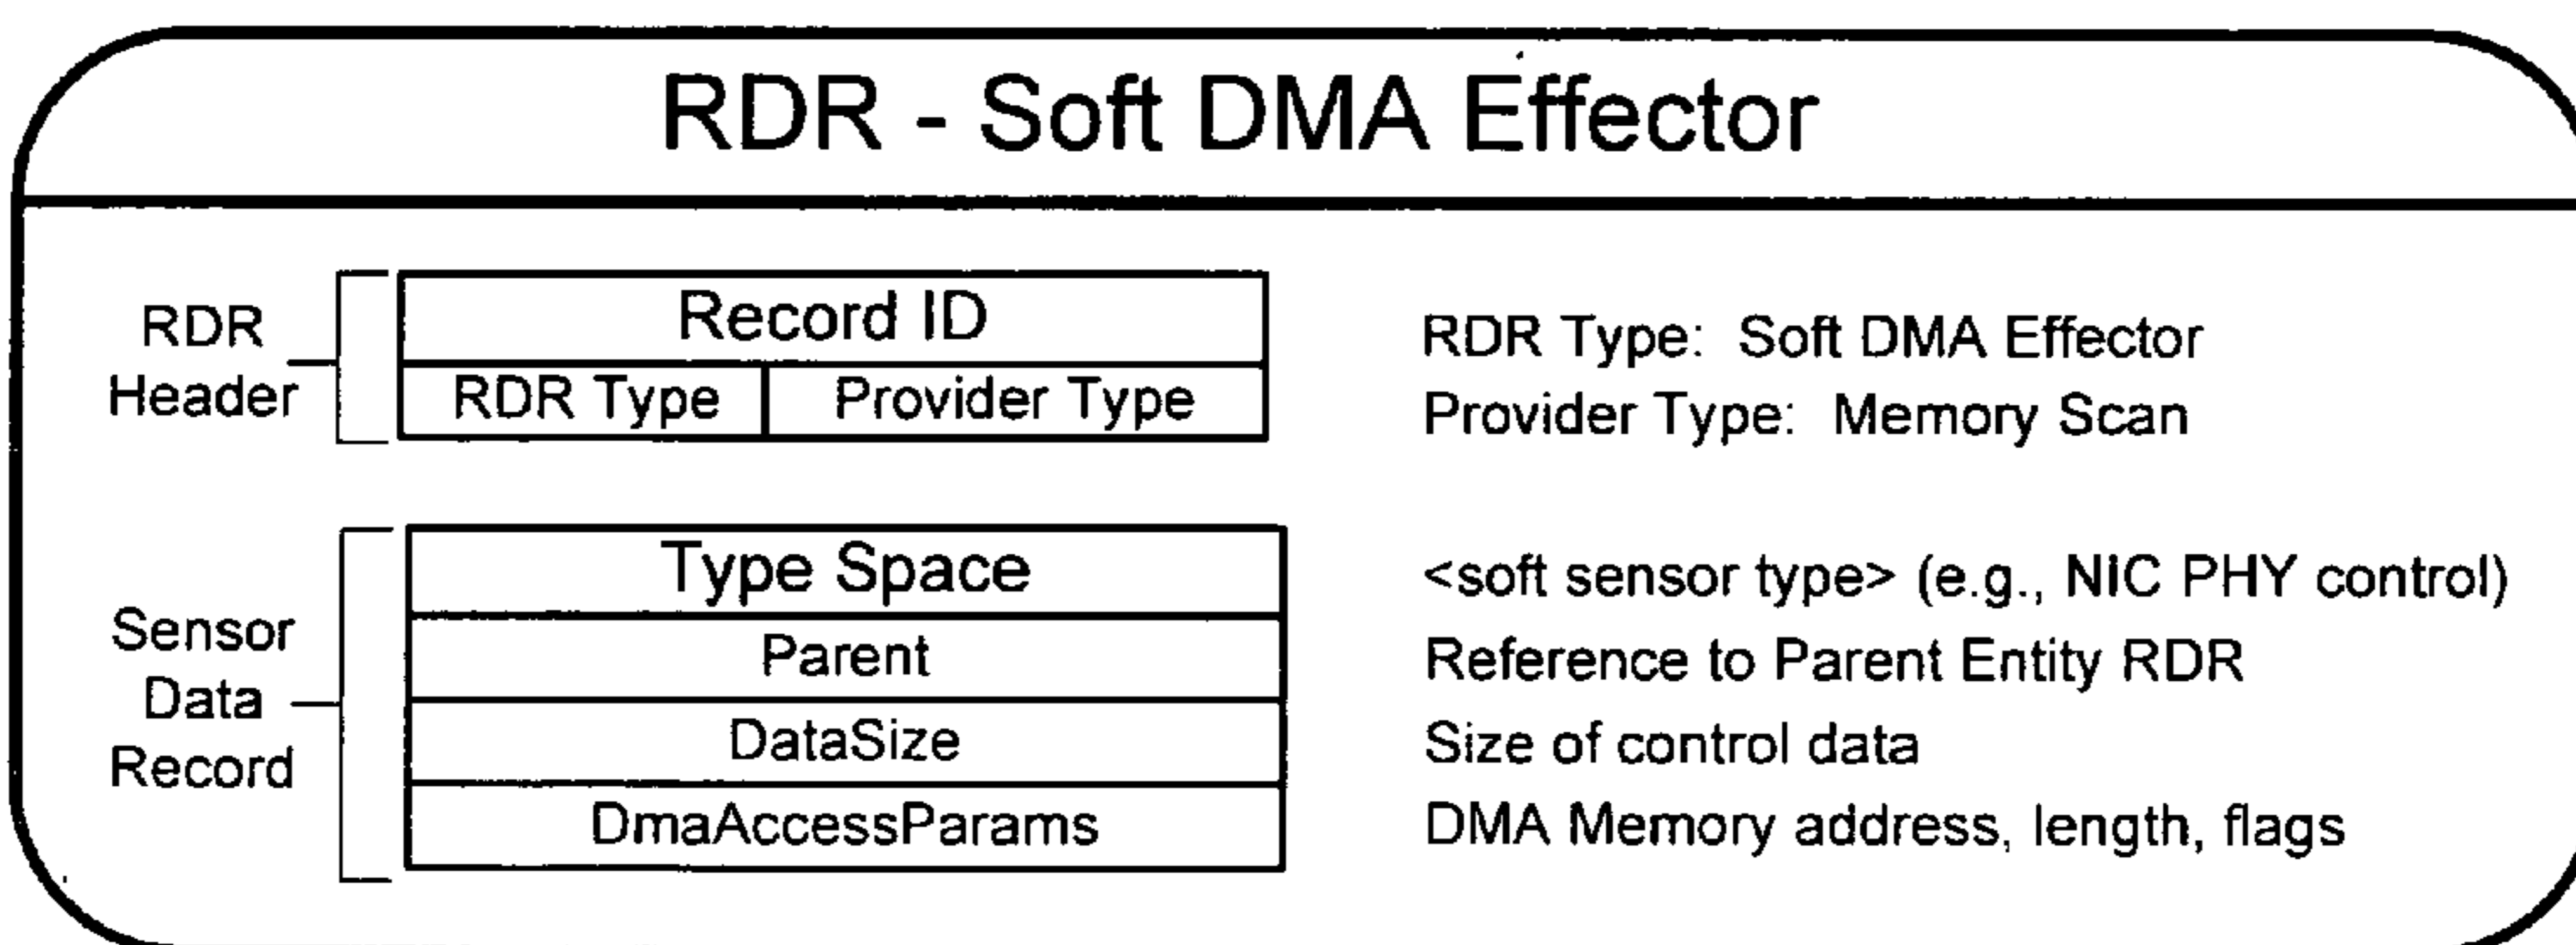 RDR - Soft DMA Effector
RDR
Header
Record ID
RDR Type
Provider Type
RDR Type: Soft DMA Effector
Provider Type: Memory Scan
Sensor
Data
Record
Type Space
Parent
DataSize
DmaAccessParams
<soft sensor type> (e.g., NIC PHY control)
Reference to Parent Entity RDR
Size of control data
DMA Memory address, length, flags